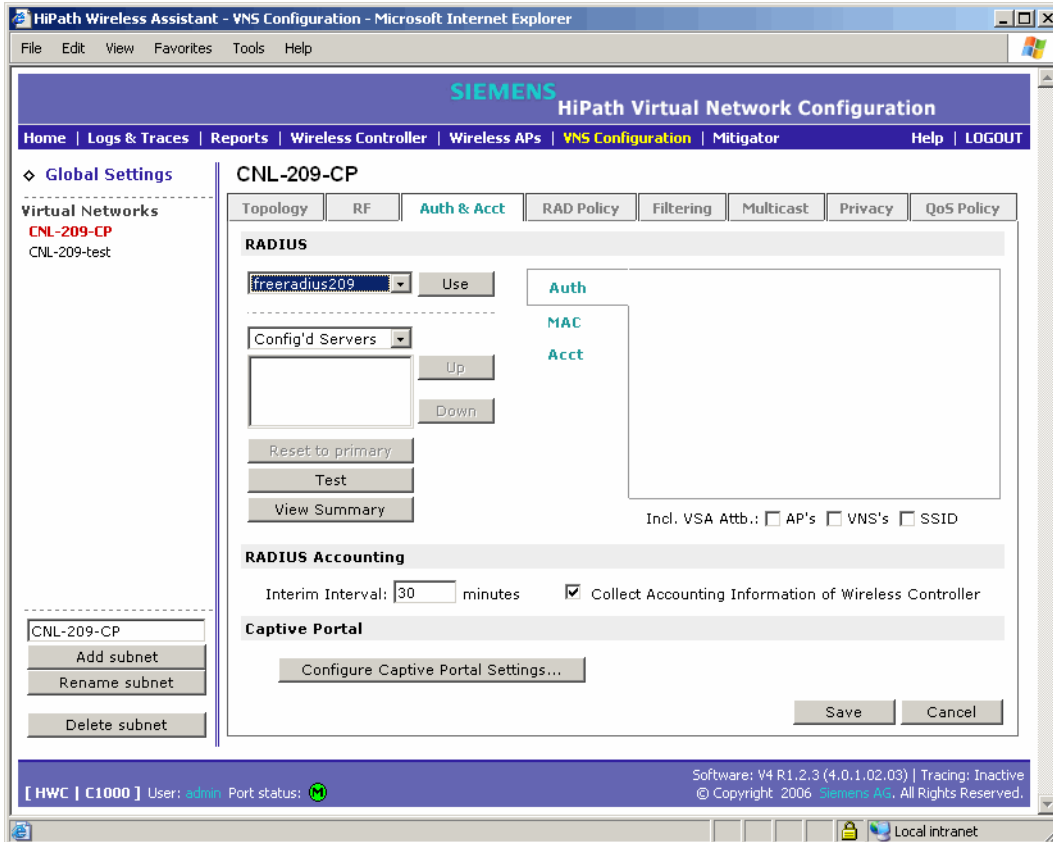 HiPath Wireless Assistant - VNS Configuration - Microsoft Internet Explorer
File Edit View Favorites Tools Help
SIEMENS
HiPath Virtual Network Configuration
Home | Logs & Traces | Reports | Wireless Controller | Wireless APs | VNS Configuration | Mitigator Help | LOGOUT
Global Settings
Virtual Networks
CNL-209-CP
CNL-209-test
CNL-209-CP
Add subnet
Rename subnet
Delete subnet
CNL-209-CP
Topology RF Auth & Acct RAD Policy Filtering Multicast Privacy QoS Policy
RADIUS
freeradius209 Use
Config'd Servers
Up
Down
Reset to primary
Test
View Summary
Auth
MAC
Acct
Incl. VSA Attb.: AP's VNS's SSID
RADIUS Accounting
Interim Interval: 30 minutes Collect Accounting Information of Wireless Controller
Captive Portal
Configure Captive Portal Settings...
Save Cancel
[ HWC | C1000 ] User: admin Port status: M
Software: V4 R1.2.3 (4.0.1.02.03) | Tracing: Inactive
© Copyright 2006 Siemens AG. All Rights Reserved.
Local intranet